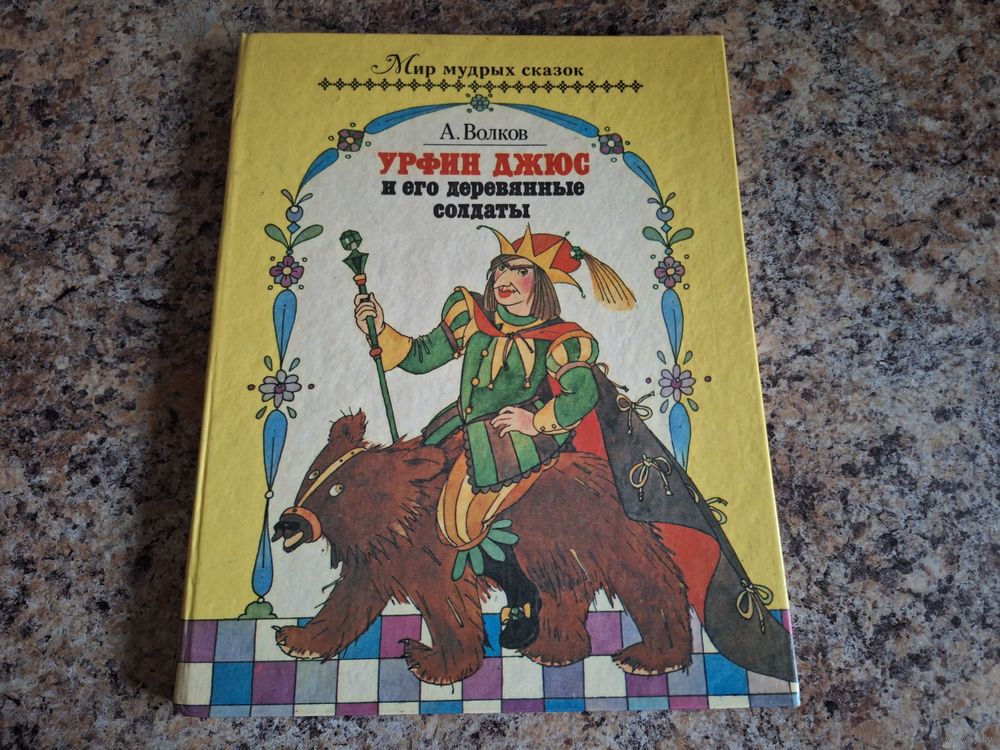 Мир мудрых сказок
А. Волков
УРФИН ДЖЮС
и его деревянные
солдаты